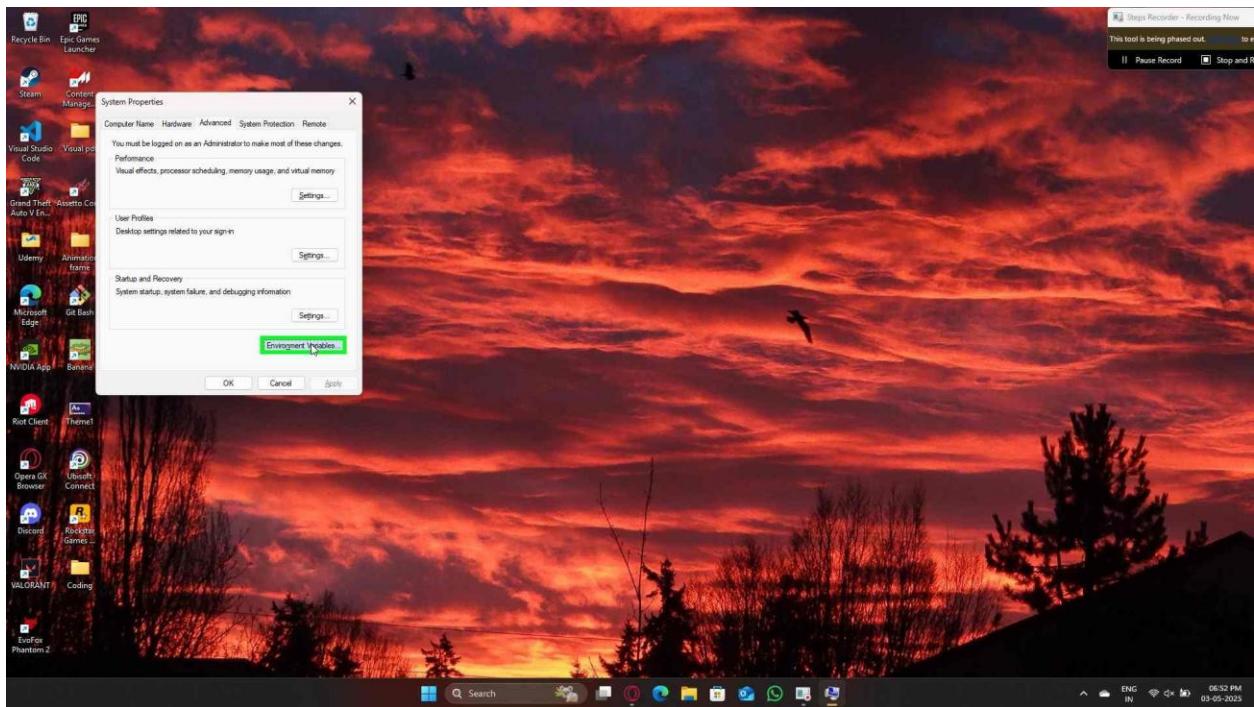 Recycle Bin
Epic Games
Launcher
Steam
Content
Manage...
Visual Studio
Code
Visual pd
Grand Theft
Auto V En...
Assetto Co
Udemy
Animation
frame
Microsoft
Edge
Git Bash
NVIDIA App
Banana
Riot Client
Theme1
Opera GX
Browser
Ubisoft
Connect
Discord
Rockstar
Games ...
VALORANT
Coding
EvoFox
Phantom 2
System Properties
Computer Name Hardware Advanced System Protection Remote
You must be logged on as an Administrator to make most of these changes.
Performance
Visual effects, processor scheduling, memory usage, and virtual memory
Settings...
User Profiles
Desktop settings related to your sign-in
Settings...
Startup and Recovery
System startup, system failure, and debugging information
Settings...
Environment Variables...
OK Cancel Apply
Steps Recorder - Recording Now
This tool is being phased out. to e
Pause Record Stop and R
Search
ENG
IN
06:52 PM
03-05-2025